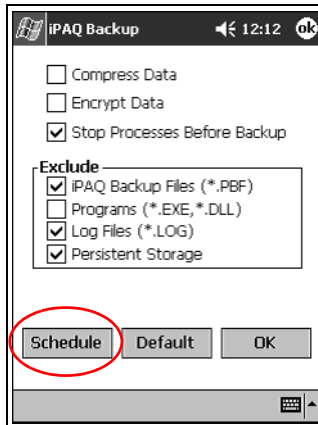 iPAQ Backup 12:12 ok
Compress Data
Encrypt Data
Stop Processes Before Backup
Exclude
iPAQ Backup Files (*.PBF)
Programs (*.EXE,*.DLL)
Log Files (*.LOG)
Persistent Storage
Schedule Default OK